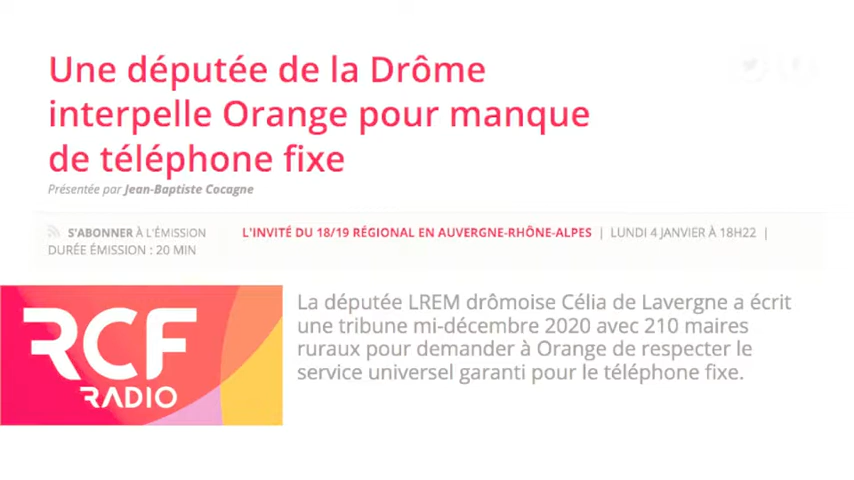 Une députée de la Drôme
interpelle Orange pour manque
de téléphone fixe
Présentée par Jean-Baptiste Cocagne
S'ABONNER À L'ÉMISSION
L'INVITÉ DU 18/19 RÉGIONAL EN AUVERGNE-RHÔNE-ALPES | LUNDI 4 JANVIER À 18H22 |
DURÉE ÉMISSION : 20 MIN
RCF
RADIO
La députée LREM drômoise Célia de Lavergne a écrit
une tribune mi-décembre 2020 avec 210 maires
ruraux pour demander à Orange de respecter le
service universel garanti pour le téléphone fixe.